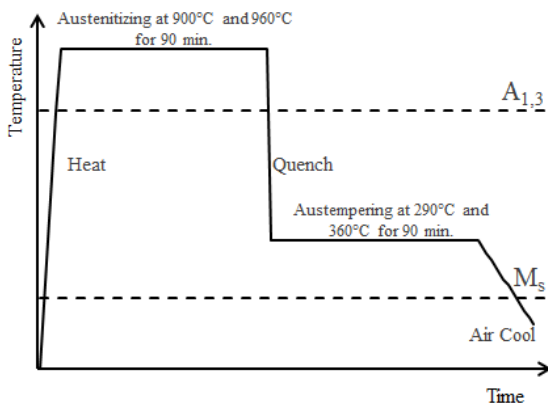 Austenitizing at 900°C and 960°C
for 90 min.
Temperature
A1,3
Heat
Quench
Austempering at 290°C and
360°C for 90 min.
Ms
Air Cool
Time